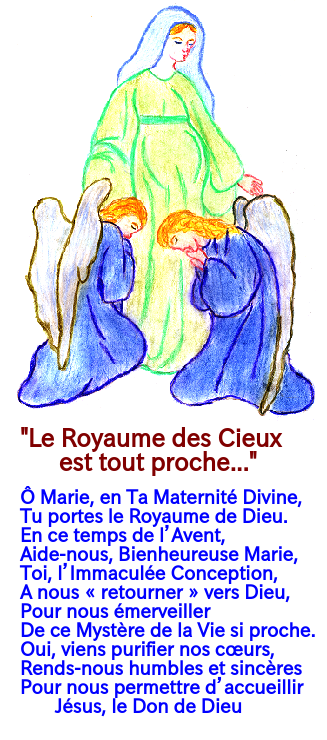 "Le Royaume des Cieux
est tout proche..."
Ô Marie, en Ta Maternité Divine,
Tu portes le Royaume de Dieu.
En ce temps de l'Avent,
Aide-nous, Bienheureuse Marie,
Toi, l'Immaculée Conception,
A nous « retourner » vers Dieu,
Pour nous émerveiller
De ce Mystère de la Vie si proche.
Oui, viens purifier nos cœurs,
Rends-nous humbles et sincères
Pour nous permettre d'accueillir
Jésus, le Don de Dieu